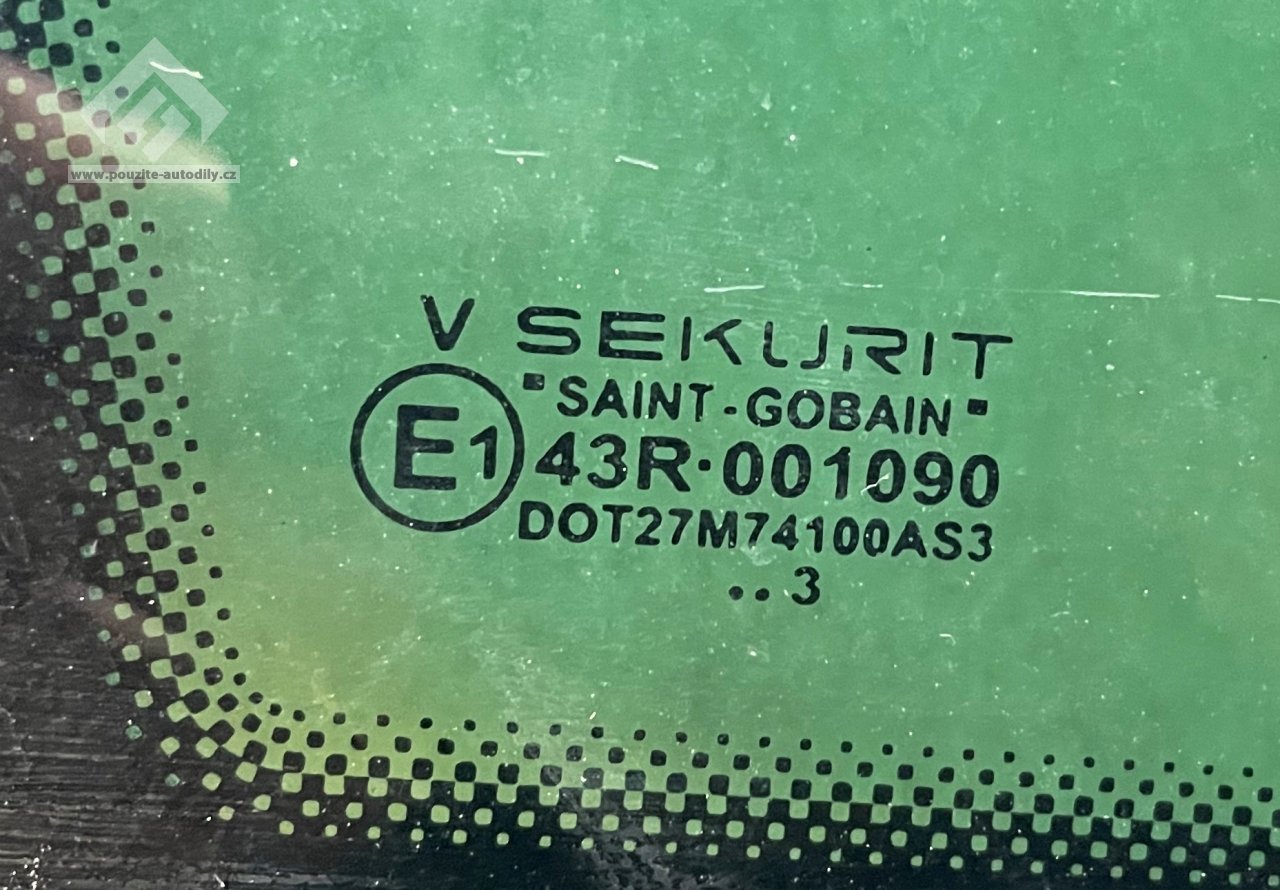 www.pouzite-autodily.cz
V SEKURIT
"SAINT-GOBAIN"
E1 43R·001090
DOT27M74100AS3
..3